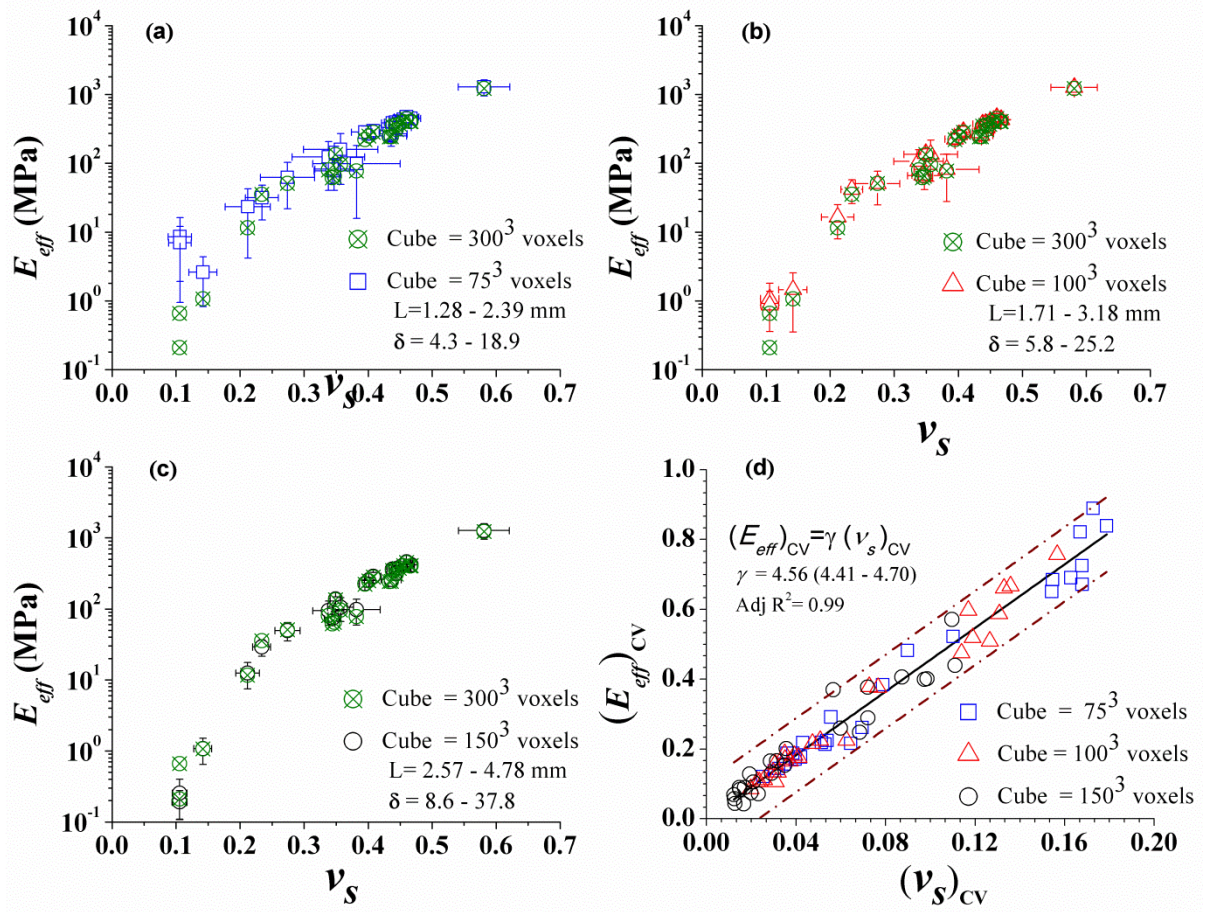 (a)
10^4
10^3
10^2
10^1
10^0
10^-1
E_eff (MPa)
Cube = 300^3 voxels
Cube = 75^3 voxels
L=1.28 - 2.39 mm
δ = 4.3 - 18.9
0.0 0.1 0.2 0.3 0.4 0.5 0.6 0.7
ν_s
(b)
10^4
10^3
10^2
10^1
10^0
10^-1
E_eff (MPa)
Cube = 300^3 voxels
Cube = 100^3 voxels
L=1.71 - 3.18 mm
δ = 5.8 - 25.2
0.0 0.1 0.2 0.3 0.4 0.5 0.6 0.7
ν_s
(c)
10^4
10^3
10^2
10^1
10^0
10^-1
E_eff (MPa)
Cube = 300^3 voxels
Cube = 150^3 voxels
L= 2.57 - 4.78 mm
δ = 8.6 - 37.8
0.0 0.1 0.2 0.3 0.4 0.5 0.6 0.7
ν_s
(d)
1.0
0.8
0.6
0.4
0.2
0.0
(E_eff)_CV
(E_eff)_CV=γ (ν_s)_CV
γ = 4.56 (4.41 - 4.70)
Adj R^2= 0.99
Cube = 75^3 voxels
Cube = 100^3 voxels
Cube = 150^3 voxels
0.00 0.04 0.08 0.12 0.16 0.20
(ν_s)_CV